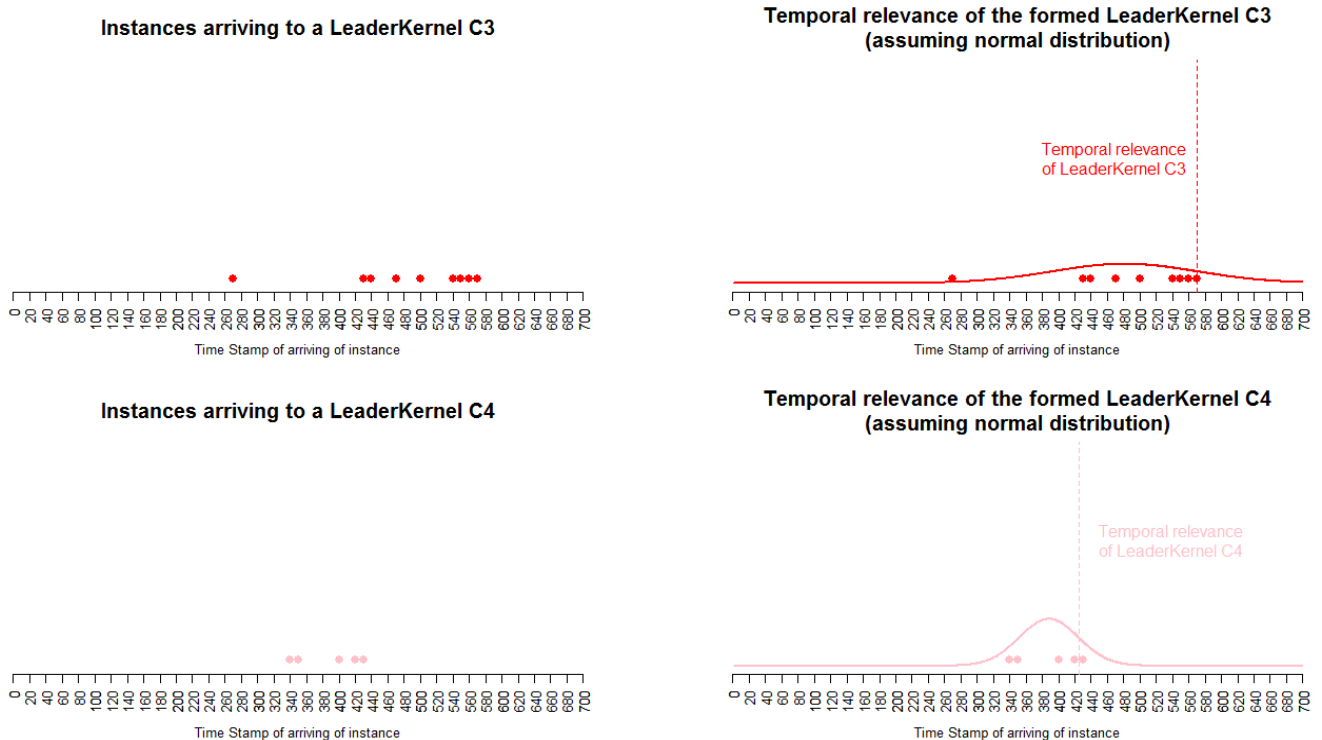 Instances arriving to a LeaderKernel C3
0 20 40 60 80 100 120 140 160 180 200 220 240 260 280 300 320 340 360 380 400 420 440 460 480 500 520 540 560 580 600 620 640 660 680 700
Time Stamp of arriving of instance
Temporal relevance of the formed LeaderKernel C3
(assuming normal distribution)
Temporal relevance
of LeaderKernel C3
0 20 40 60 80 100 120 140 160 180 200 220 240 260 280 300 320 340 360 380 400 420 440 460 480 500 520 540 560 580 600 620 640 660 680 700
Time Stamp of arriving of instance
Instances arriving to a LeaderKernel C4
0 20 40 60 80 100 120 140 160 180 200 220 240 260 280 300 320 340 360 380 400 420 440 460 480 500 520 540 560 580 600 620 640 660 680 700
Time Stamp of arriving of instance
Temporal relevance of the formed LeaderKernel C4
(assuming normal distribution)
Temporal relevance
of LeaderKernel C4
0 20 40 60 80 100 120 140 160 180 200 220 240 260 280 300 320 340 360 380 400 420 440 460 480 500 520 540 560 580 600 620 640 660 680 700
Time Stamp of arriving of instance